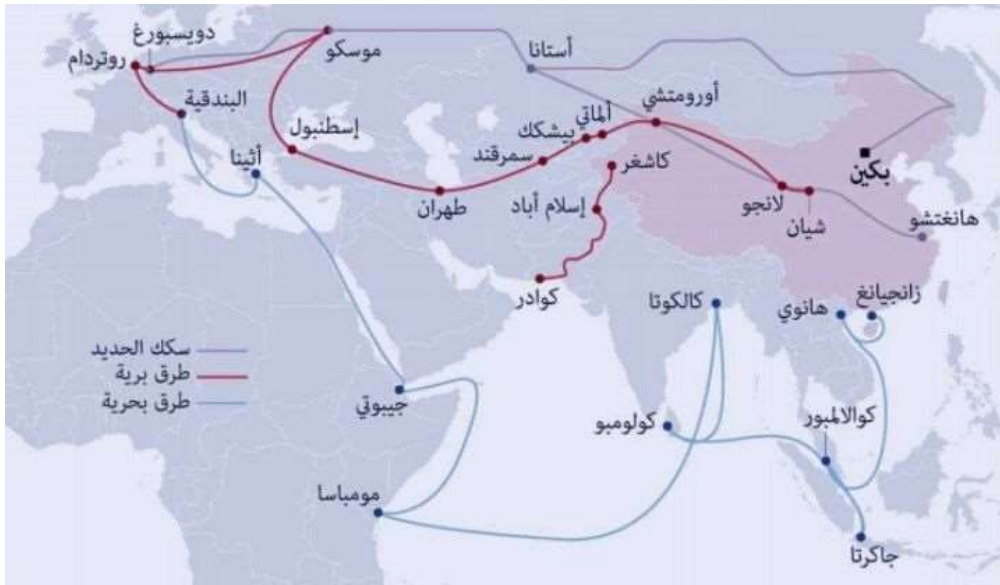 دويسبورغ
روتردام
موسكو
أستانا
البندقية
أورومتشي
ألماتي
بيشكك
إسطنبول
سمرقند
كاشغر
بكين
أثينا
طهران
إسلام أباد
لانجو
شيان
هانغتشو
كوادر
كالكوتا
هانوي
زانجيانغ
سكك الحديد
طرق برية
طرق بحرية
جيبوتي
كولومبو
كوالالمبور
مومباسا
جاكرتا